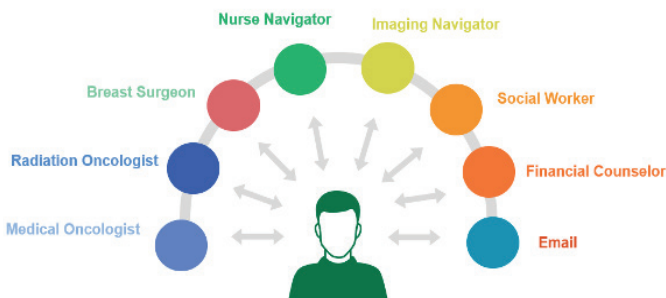 Nurse Navigator
Imaging Navigator
Breast Surgeon
Social Worker
Radiation Oncologist
Financial Counselor
Medical Oncologist
Email